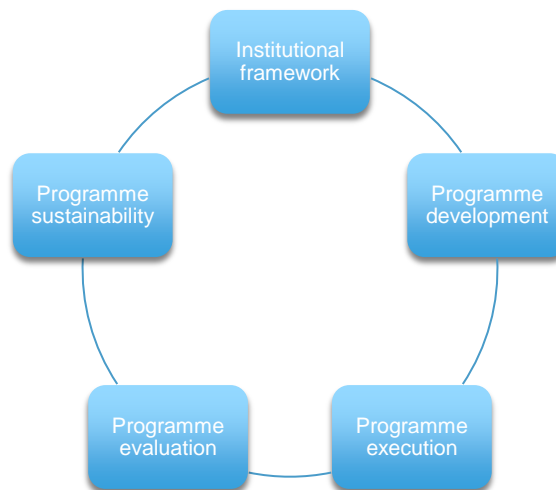 Institutional
framework
Programme
development
Programme
execution
Programme
evaluation
Programme
sustainability